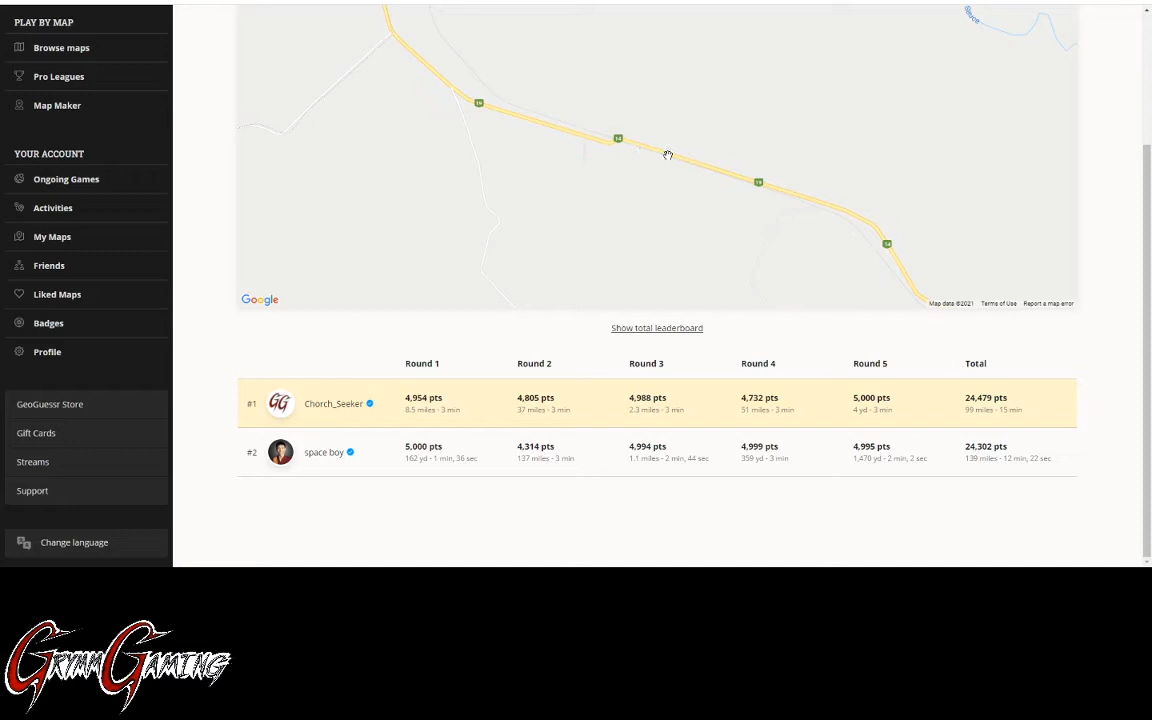 PLAY BY MAP
Browse maps
Pro Leagues
Map Maker
YOUR ACCOUNT
Ongoing Games
Activities
My Maps
Friends
Liked Maps
Badges
Profile
GeoGuessr Store
Gift Cards
Streams
Support
Change language
19
14
19
14
Google
Map data ©2021 Terms of Use Report a map error
Show total leaderboard
Round 1 Round 2 Round 3 Round 4 Round 5 Total
#1 GG Chorch_Seeker 4,954 pts 4,805 pts 4,988 pts 4,732 pts 5,000 pts 24,479 pts
8.5 miles - 3 min 37 miles - 3 min 2.3 miles - 3 min 51 miles - 3 min 4 yd - 3 min 99 miles - 15 min
#2 space boy 5,000 pts 4,314 pts 4,994 pts 4,999 pts 4,995 pts 24,302 pts
162 yd - 1 min, 36 sec 137 miles - 3 min 1.1 miles - 2 min, 44 sec 359 yd - 3 min 1,470 yd - 2 min, 2 sec 139 miles - 12 min, 22 sec
GrymmGaming